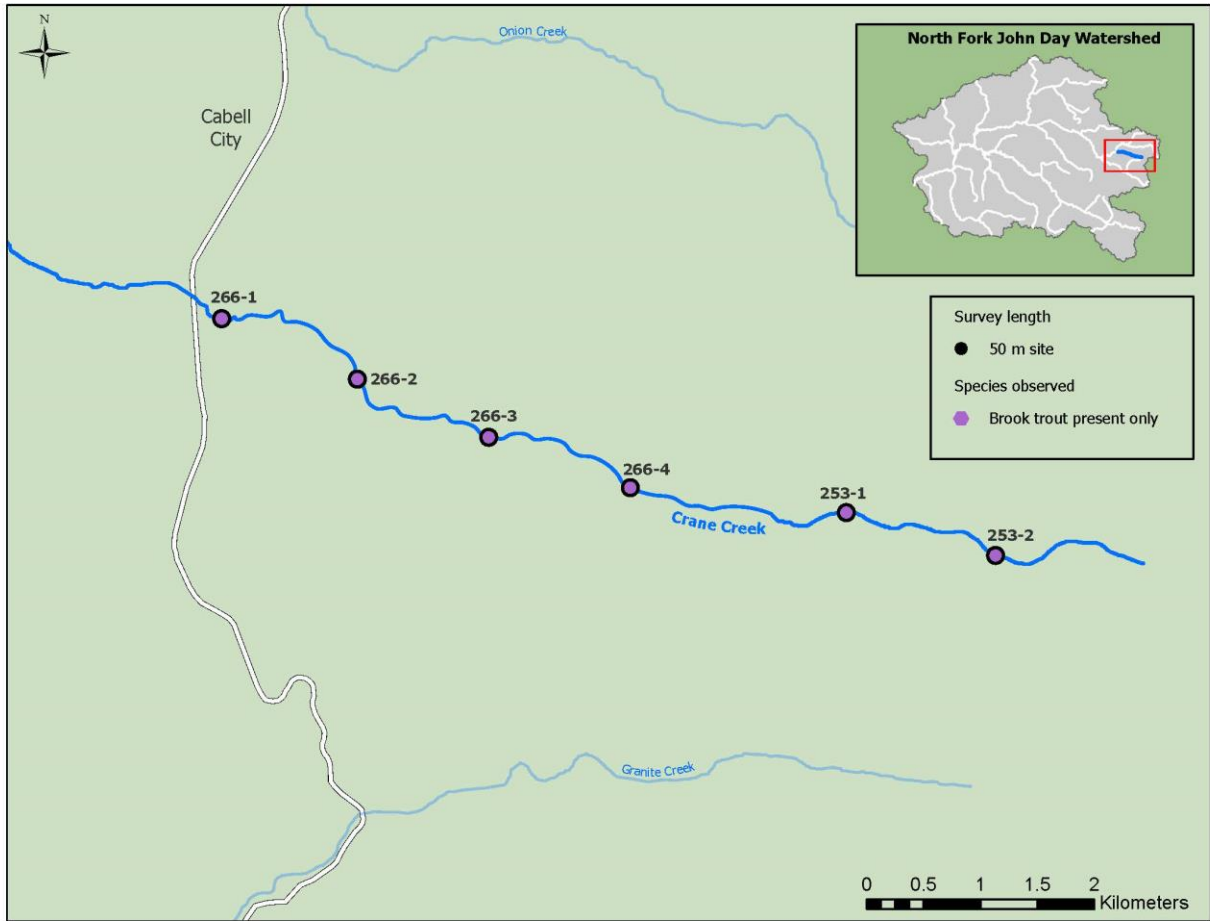 N
Onion Creek
North Fork John Day Watershed
Cabell
City
266-1
266-2
266-3
266-4
253-1
253-2
Crane Creek
Survey length
50 m site
Species observed
Brook trout present only
Granite Creek
0 0.5 1 2
Kilometers